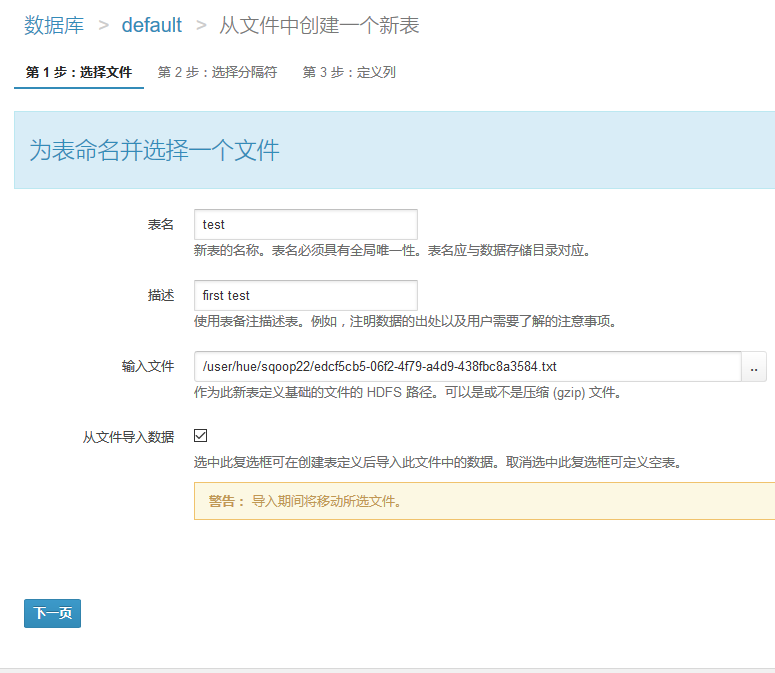 数据库 > default > 从文件中创建一个新表
第 1 步：选择文件 第 2 步：选择分隔符 第 3 步：定义列
为表命名并选择一个文件
表名 test
新表的名称。表名必须具有全局唯一性。表名应与数据存储目录对应。
描述 first test
使用表备注描述表。例如，注明数据的出处以及用户需要了解的注意事项。
输入文件 /user/hue/sqoop22/edcf5cb5-06f2-4f79-a4d9-438fbc8a3584.txt ..
作为此新表定义基础的文件的 HDFS 路径。可以是或不是压缩 (gzip) 文件。
从文件导入数据
选中此复选框可在创建表定义后导入此文件中的数据。取消选中此复选框可定义空表。
警告： 导入期间将移动所选文件。
下一页